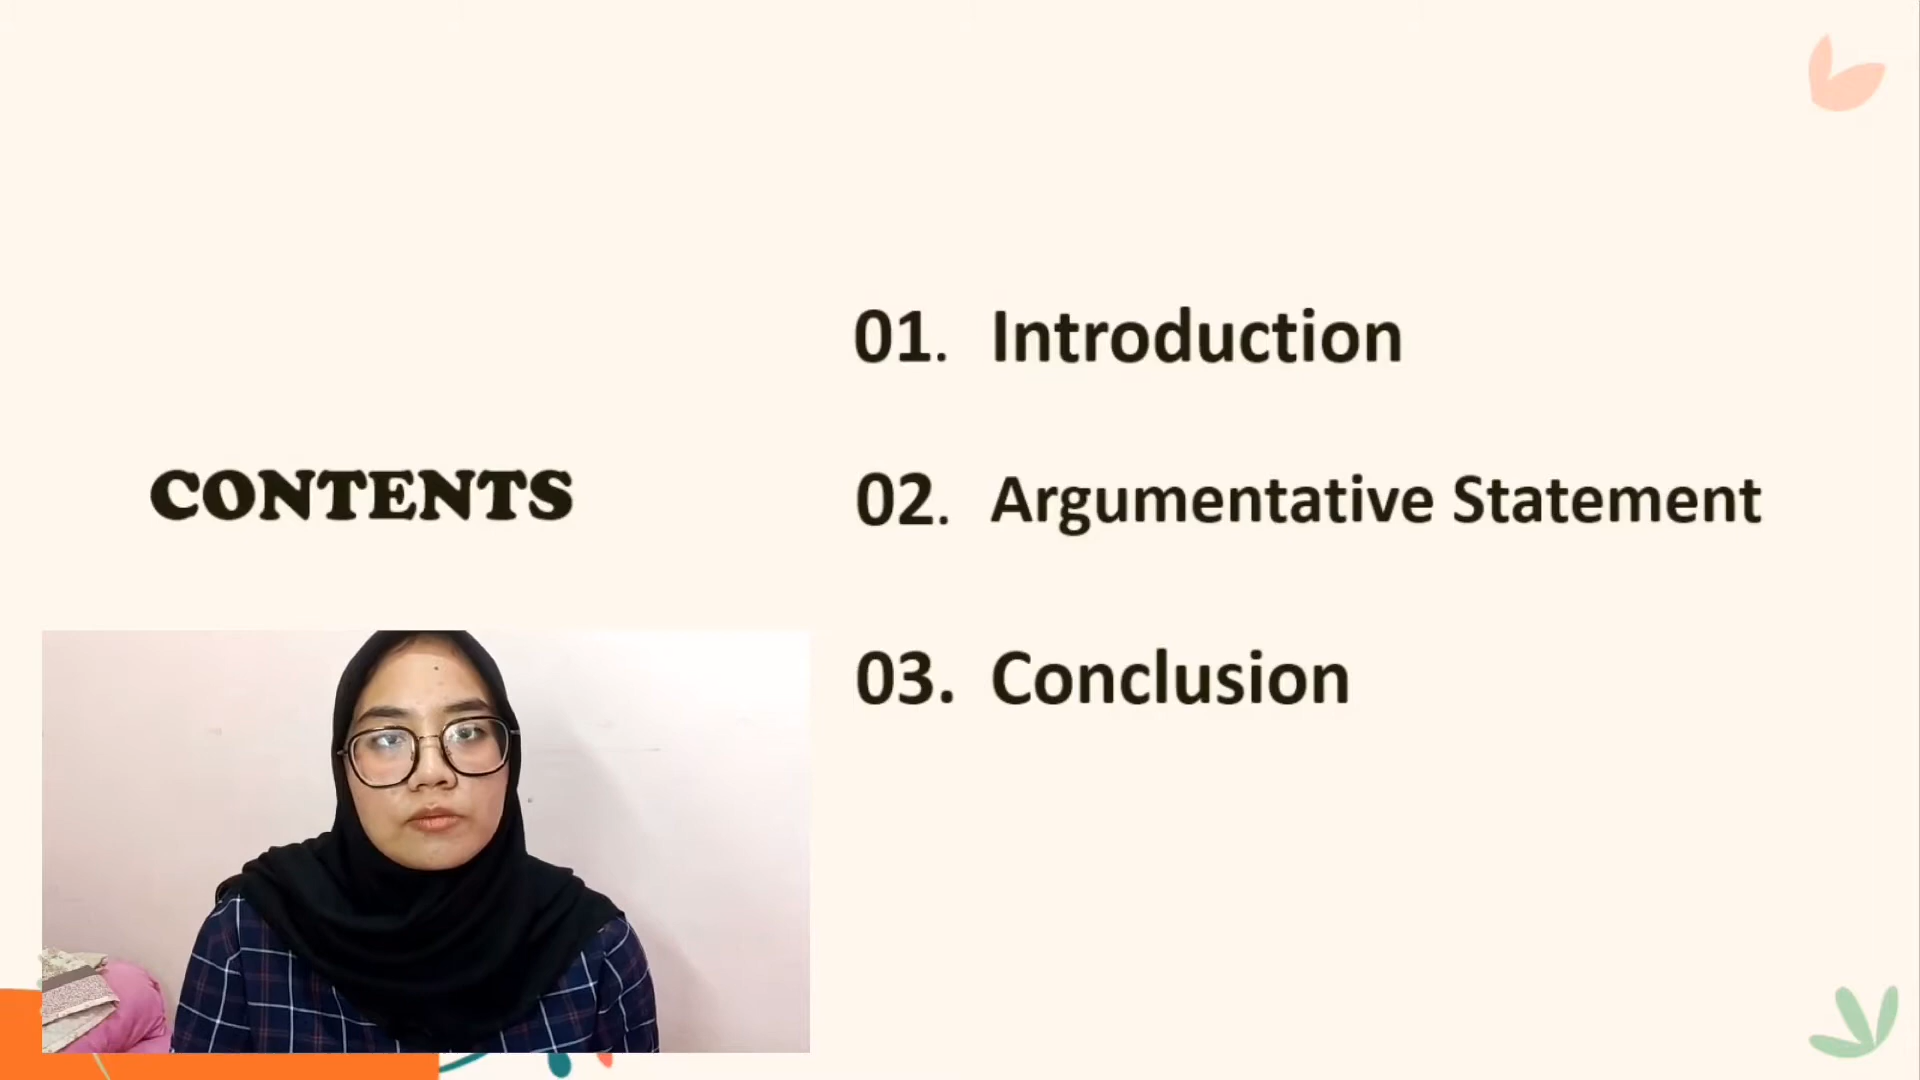 CONTENTS
01. Introduction
02. Argumentative Statement
03. Conclusion